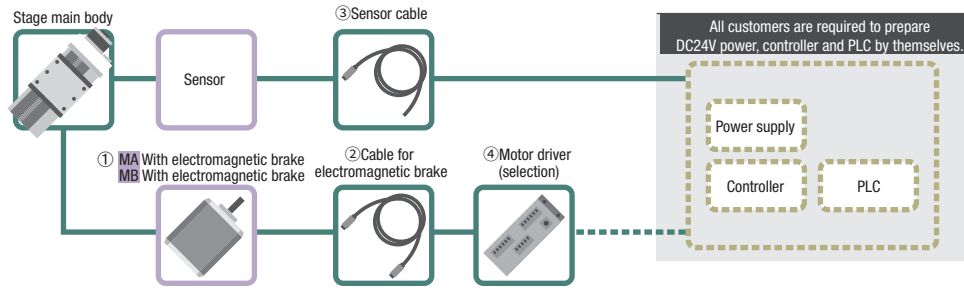 Stage main body
③Sensor cable
All customers are required to prepare
DC24V power, controller and PLC by themselves.
Sensor
Power supply
① MA With electromagnetic brake
MB With electromagnetic brake
②Cable for
electromagnetic brake
④Motor driver
(selection)
Controller
PLC